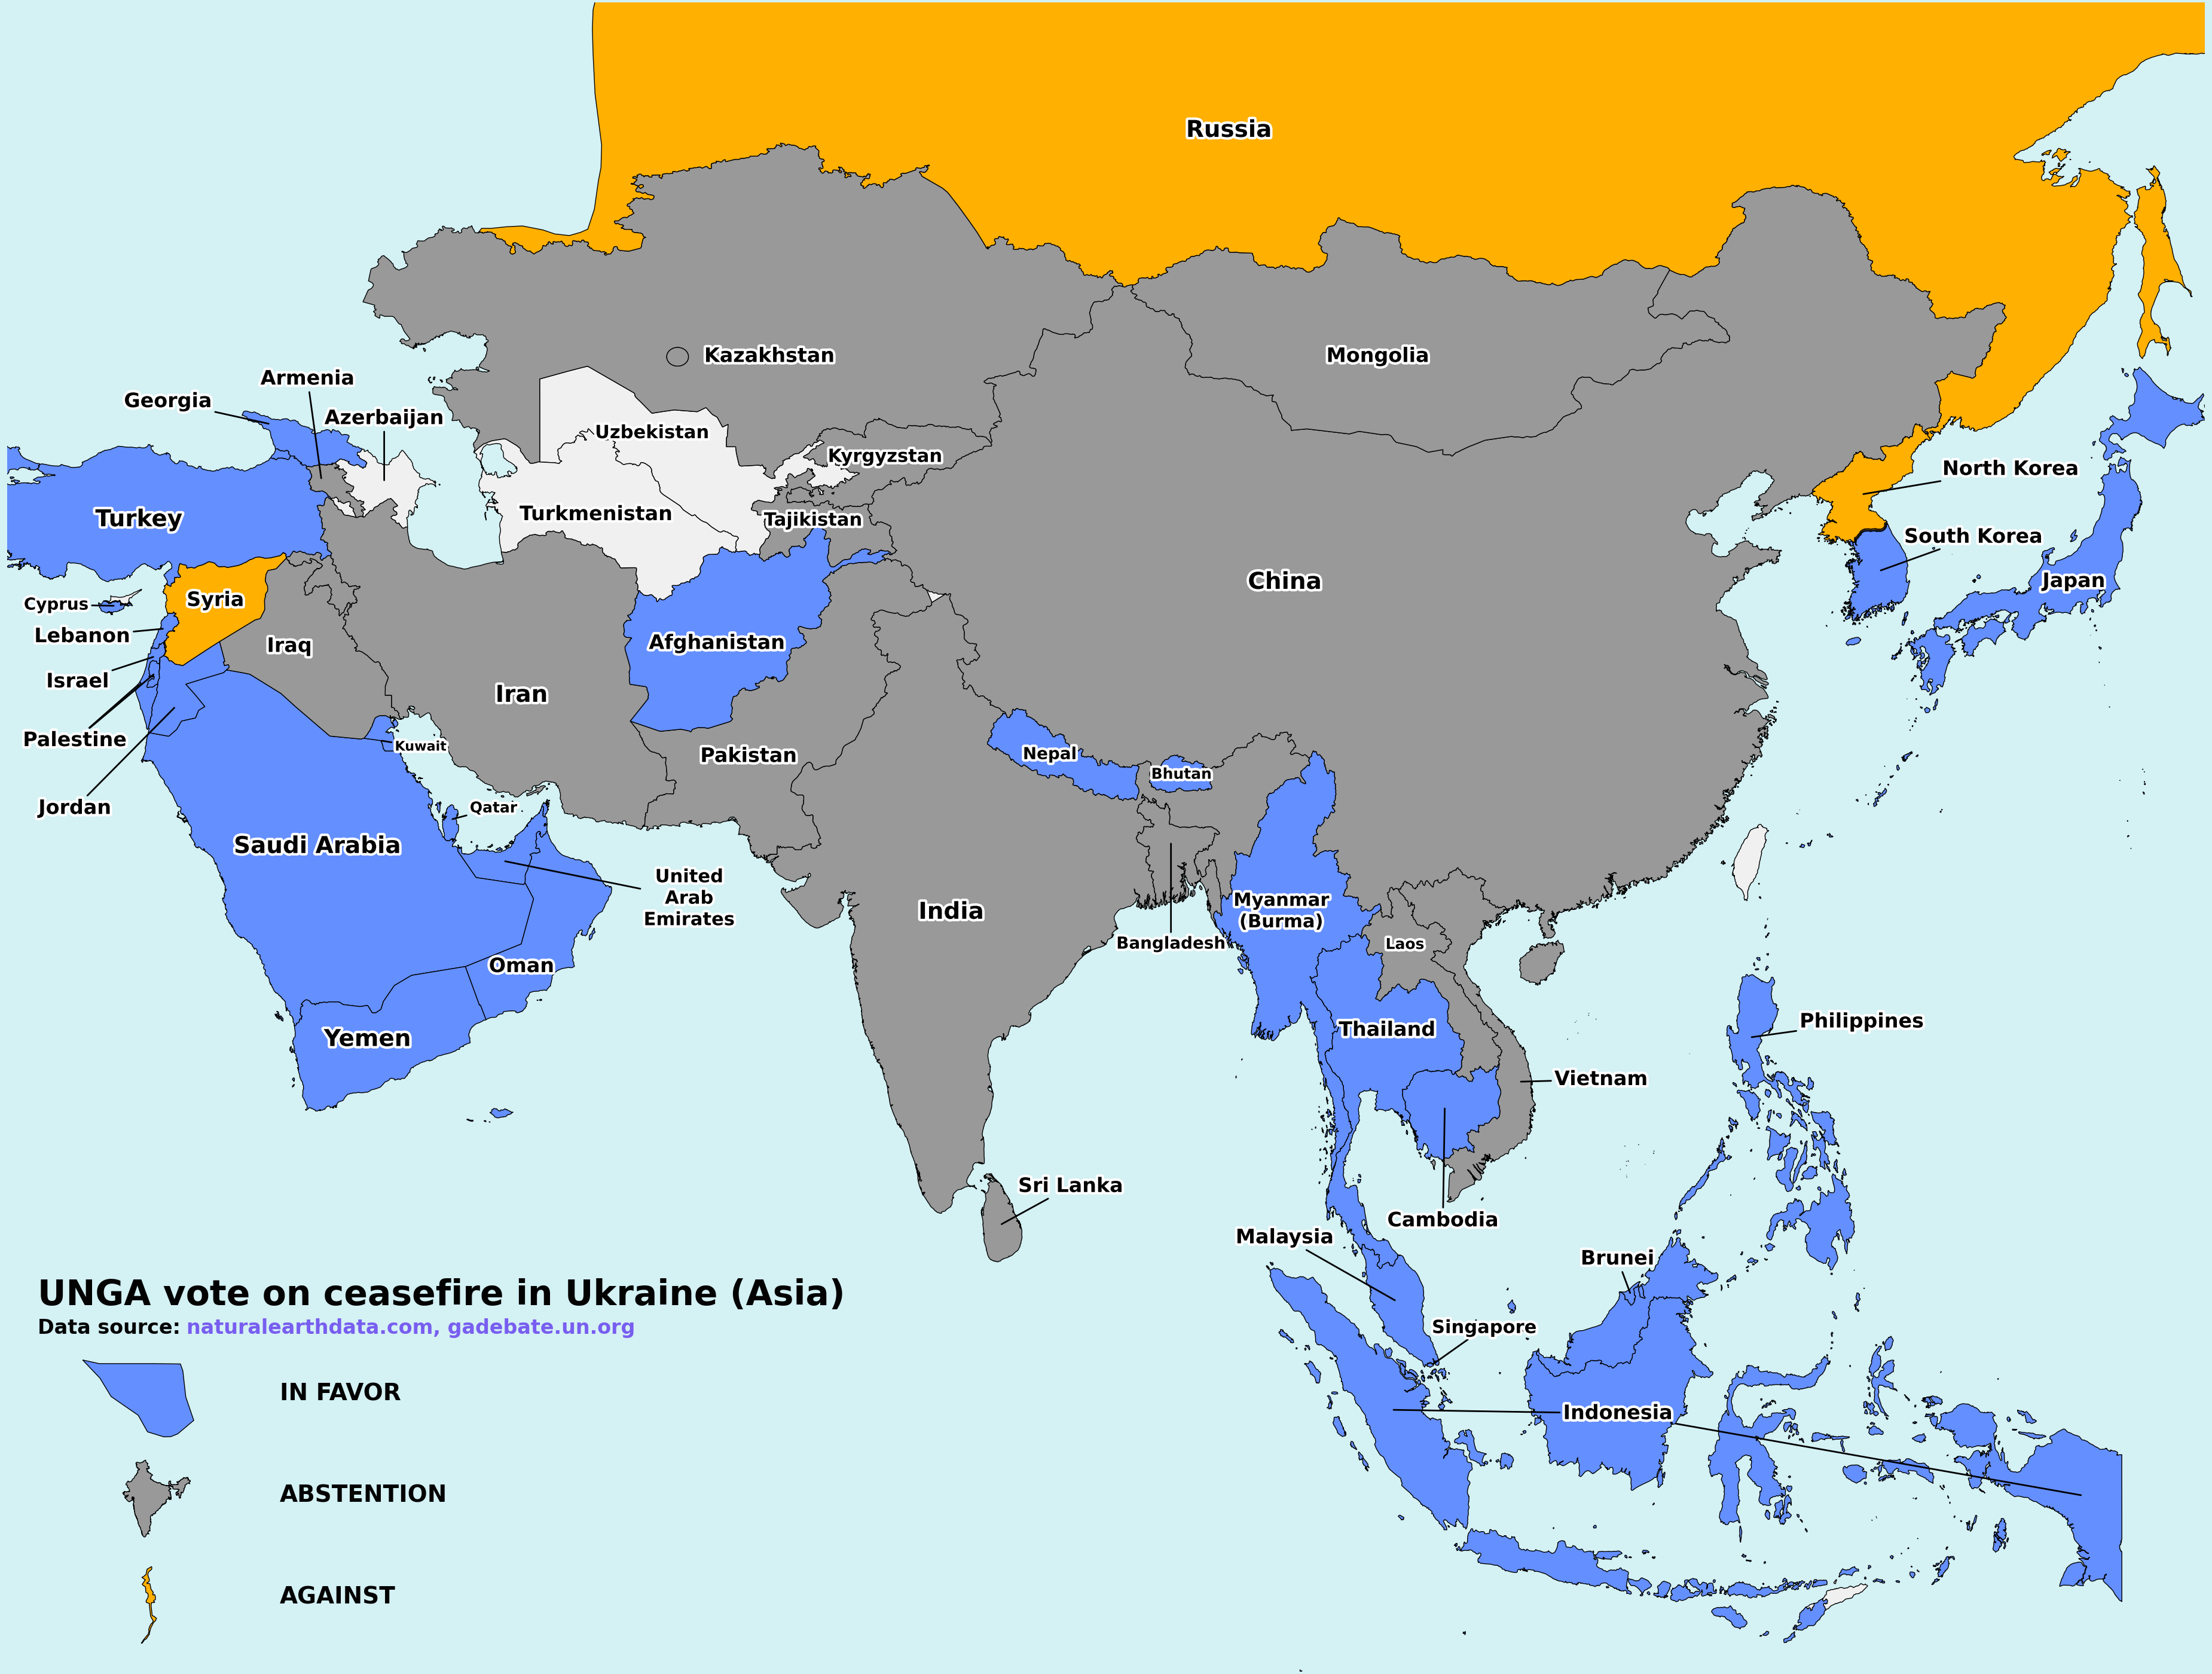 Russia
Kazakhstan
Mongolia
Armenia
Georgia
Azerbaijan
Uzbekistan
Kyrgyzstan
North Korea
Turkey
Turkmenistan
Tajikistan
South Korea
China
Japan
Cyprus
Syria
Lebanon
Iraq
Afghanistan
Israel
Iran
Palestine
Kuwait
Pakistan
Nepal
Bhutan
Jordan
Qatar
Saudi Arabia
United
Arab
Emirates
India
Myanmar
(Burma)
Bangladesh
Laos
Oman
Yemen
Thailand
Philippines
Vietnam
Sri Lanka
Cambodia
Malaysia
Brunei
Singapore
Indonesia
UNGA vote on ceasefire in Ukraine (Asia)
Data source: naturalearthdata.com, gadebate.un.org
IN FAVOR
ABSTENTION
AGAINST